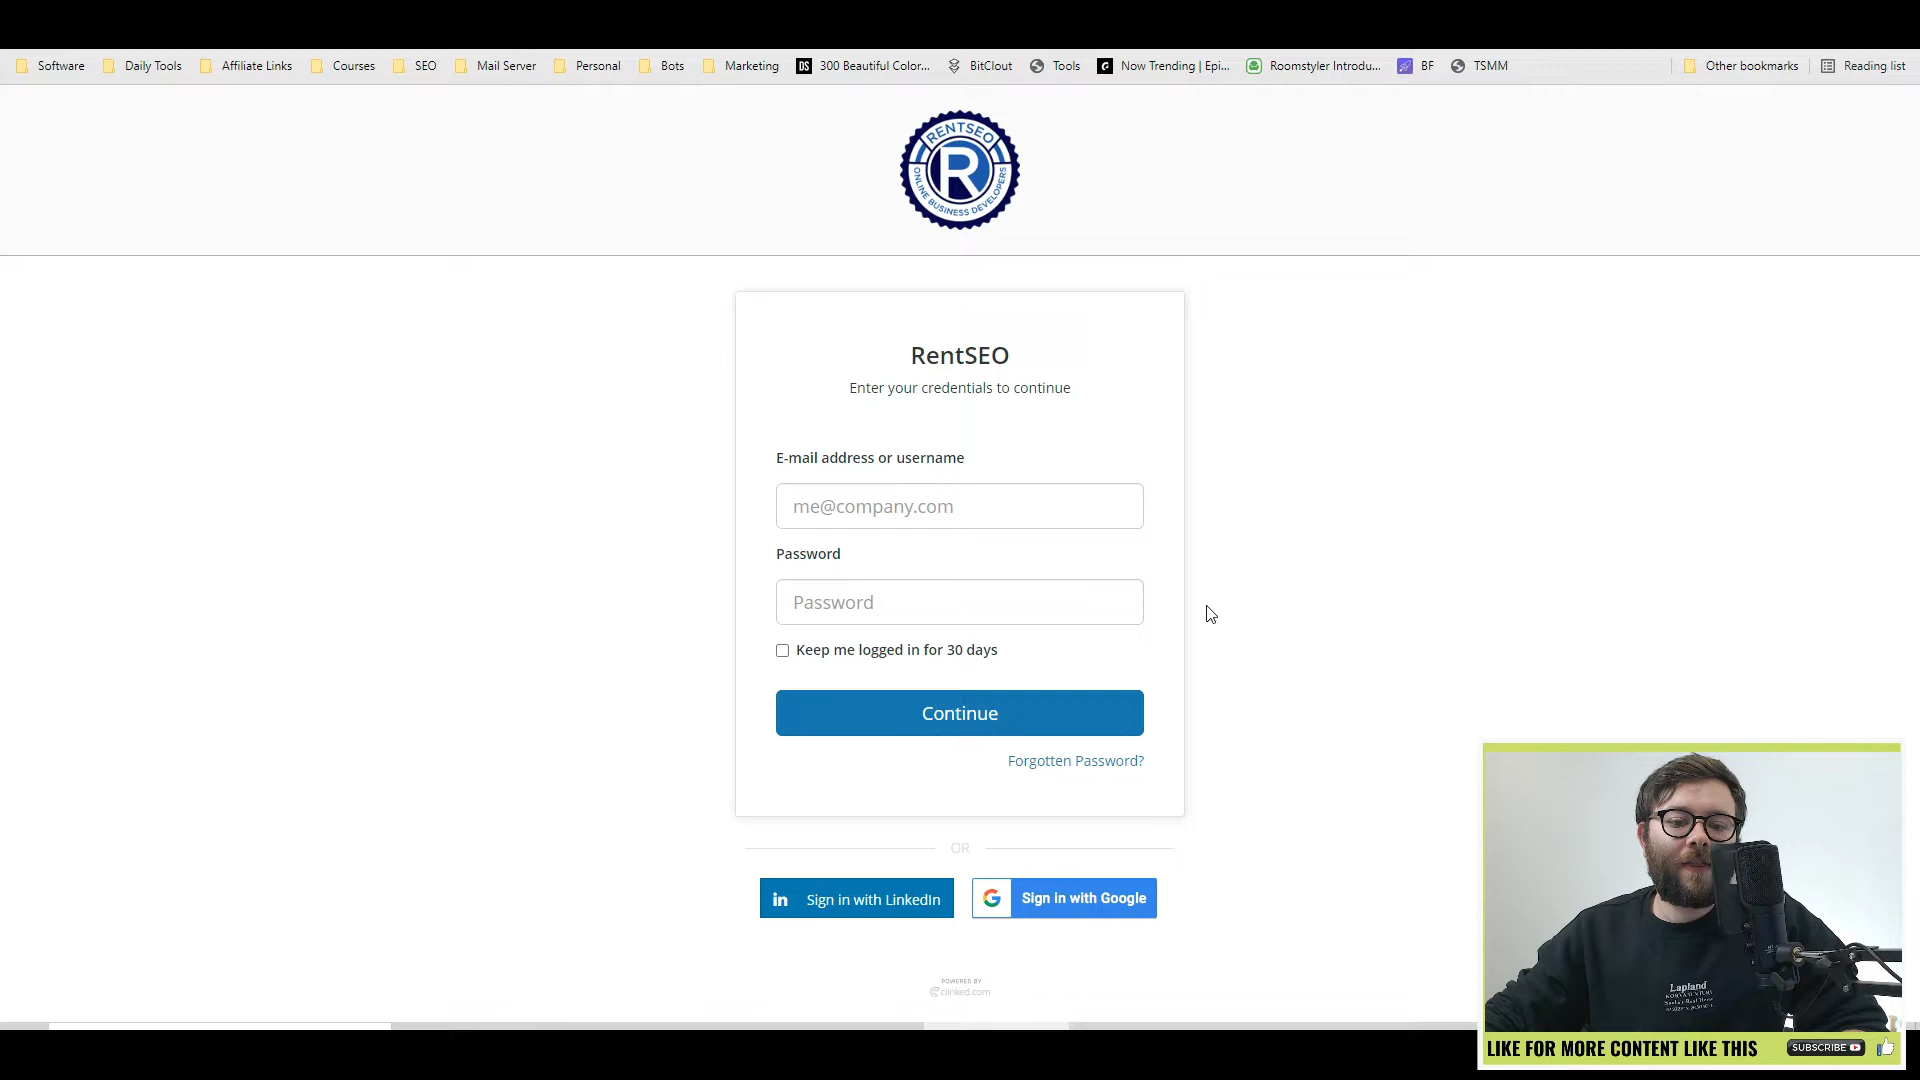 Software
Daily Tools
Affiliate Links
Courses
SEO
Mail Server
Personal
Bots
Marketing
DS
300 Beautiful Color...
BitClout
Tools
Now Trending | Epi...
Roomstyler Introdu...
BF
TSMM
Other bookmarks
Reading list
RENTSEO
R
ONLINE BUSINESS DEVELOPERS
RentSEO
Enter your credentials to continue
E-mail address or username
me@company.com
Password
Password
Keep me logged in for 30 days
Continue
Forgotten Password?
OR
in
Sign in with LinkedIn
G
Sign in with Google
POWERED BY
clinked.com
Lapland
LIKE FOR MORE CONTENT LIKE THIS
SUBSCRIBE